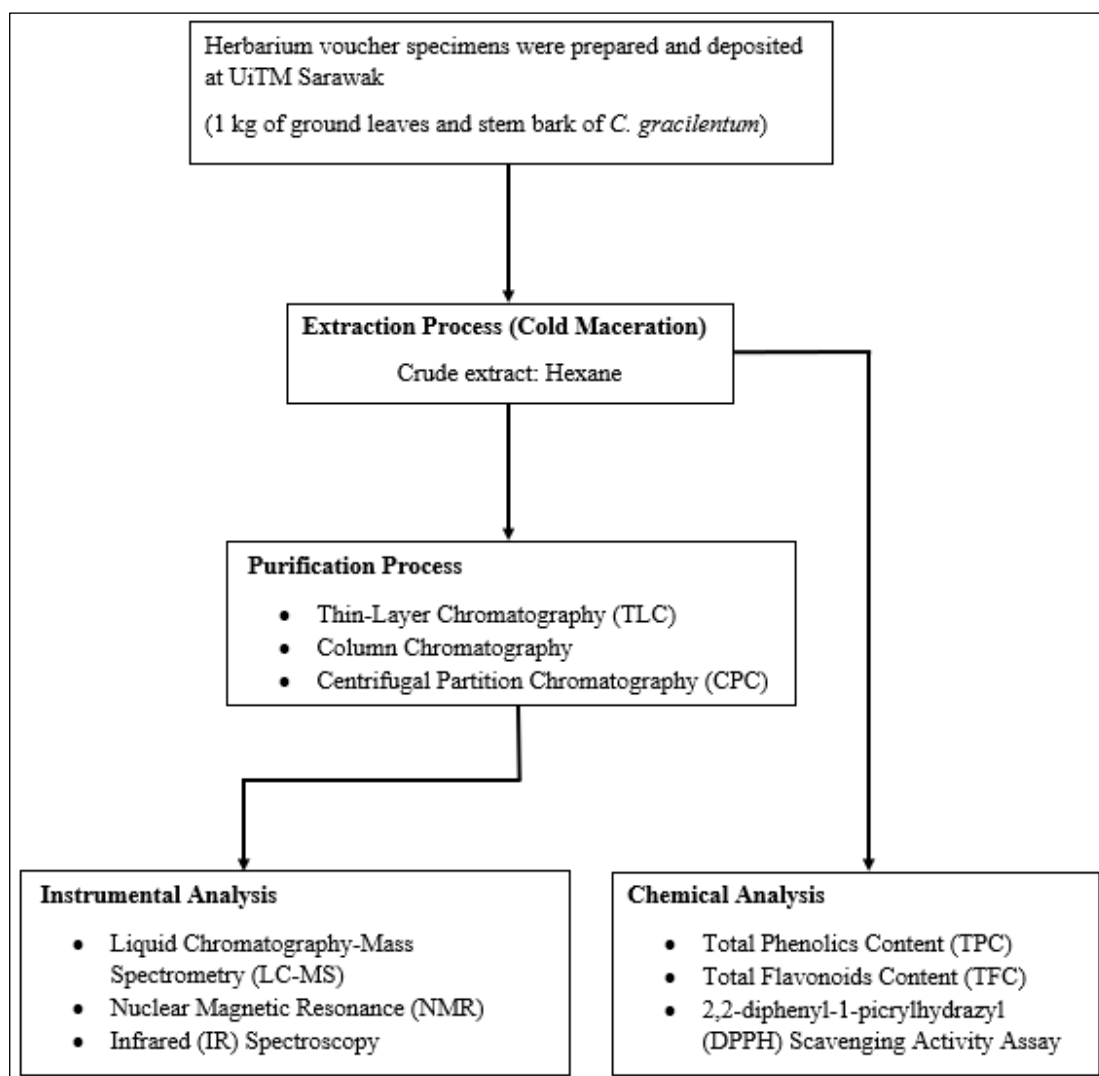 Herbarium voucher specimens were prepared and deposited
at UiTM Sarawak
(1 kg of ground leaves and stem bark of C. gracilentum)
Extraction Process (Cold Maceration)
Crude extract: Hexane
Purification Process
• Thin-Layer Chromatography (TLC)
• Column Chromatography
• Centrifugal Partition Chromatography (CPC)
Instrumental Analysis
• Liquid Chromatography-Mass
Spectrometry (LC-MS)
• Nuclear Magnetic Resonance (NMR)
• Infrared (IR) Spectroscopy
Chemical Analysis
• Total Phenolics Content (TPC)
• Total Flavonoids Content (TFC)
• 2,2-diphenyl-1-picrylhydrazyl
(DPPH) Scavenging Activity Assay